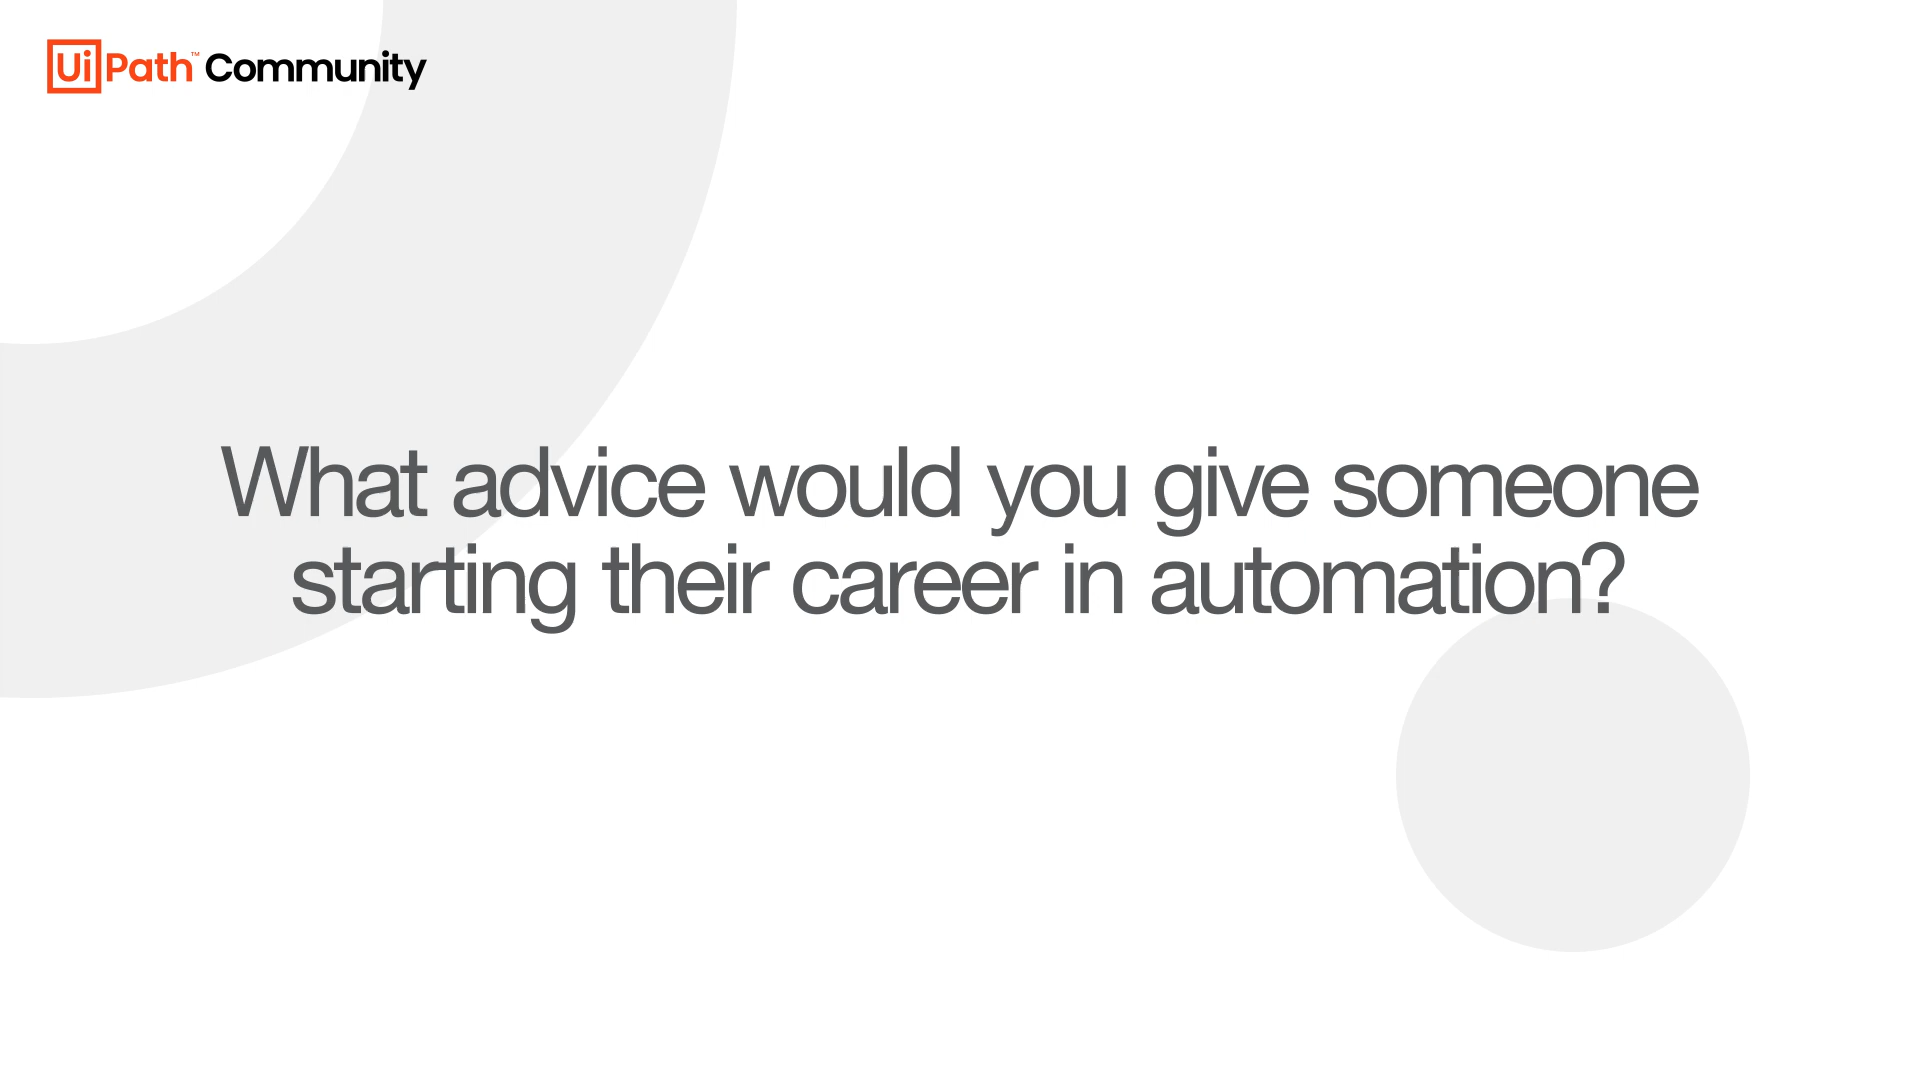 UiPath™ Community
What advice would you give someone
starting their career in automation?